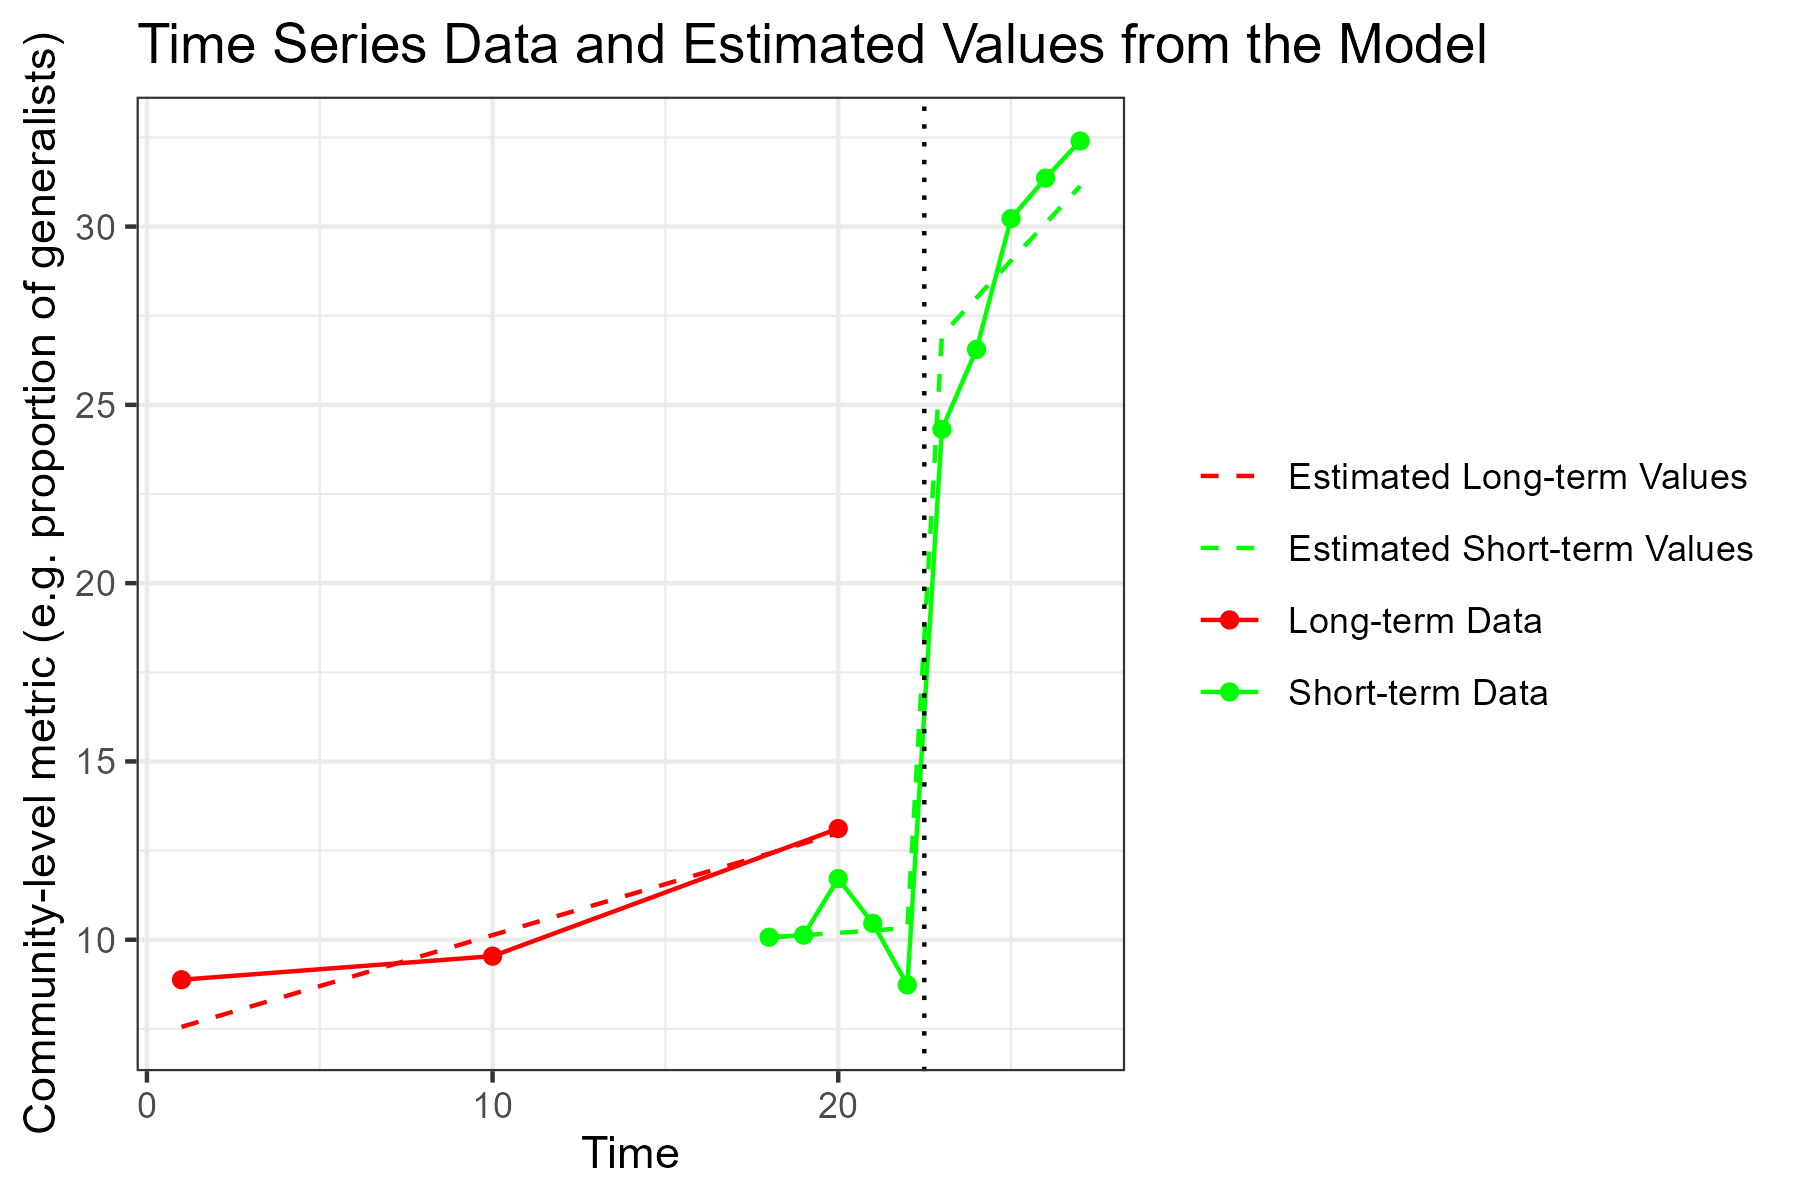 Time Series Data and Estimated Values from the Model
Community-level metric (e.g. proportion of generalists)
30
25
20
15
10
0
10
20
Time
Estimated Long-term Values
Estimated Short-term Values
Long-term Data
Short-term Data